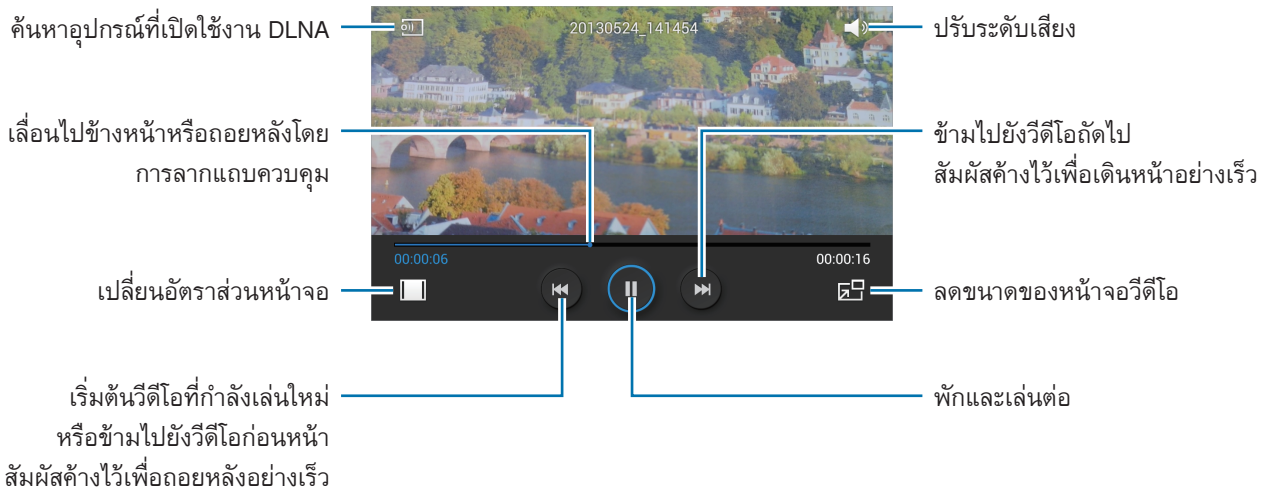 ค้นหาอุปกรณ์ที่เปิดใช้งาน DLNA
20130524_141454
ปรับระดับเสียง
เลื่อนไปข้างหน้าหรือถอยหลังโดย
การลากแถบควบคุม
ข้ามไปยังวีดีโอถัดไป
สัมผัสค้างไว้เพื่อเดินหน้าอย่างเร็ว
00:00:06
00:00:16
เปลี่ยนอัตราส่วนหน้าจอ
ลดขนาดของหน้าจอวีดีโอ
เริ่มต้นวีดีโอที่กำลังเล่นใหม่
หรือข้ามไปยังวีดีโอก่อนหน้า
สัมผัสค้างไว้เพื่อถอยหลังอย่างเร็ว
พักและเล่นต่อ